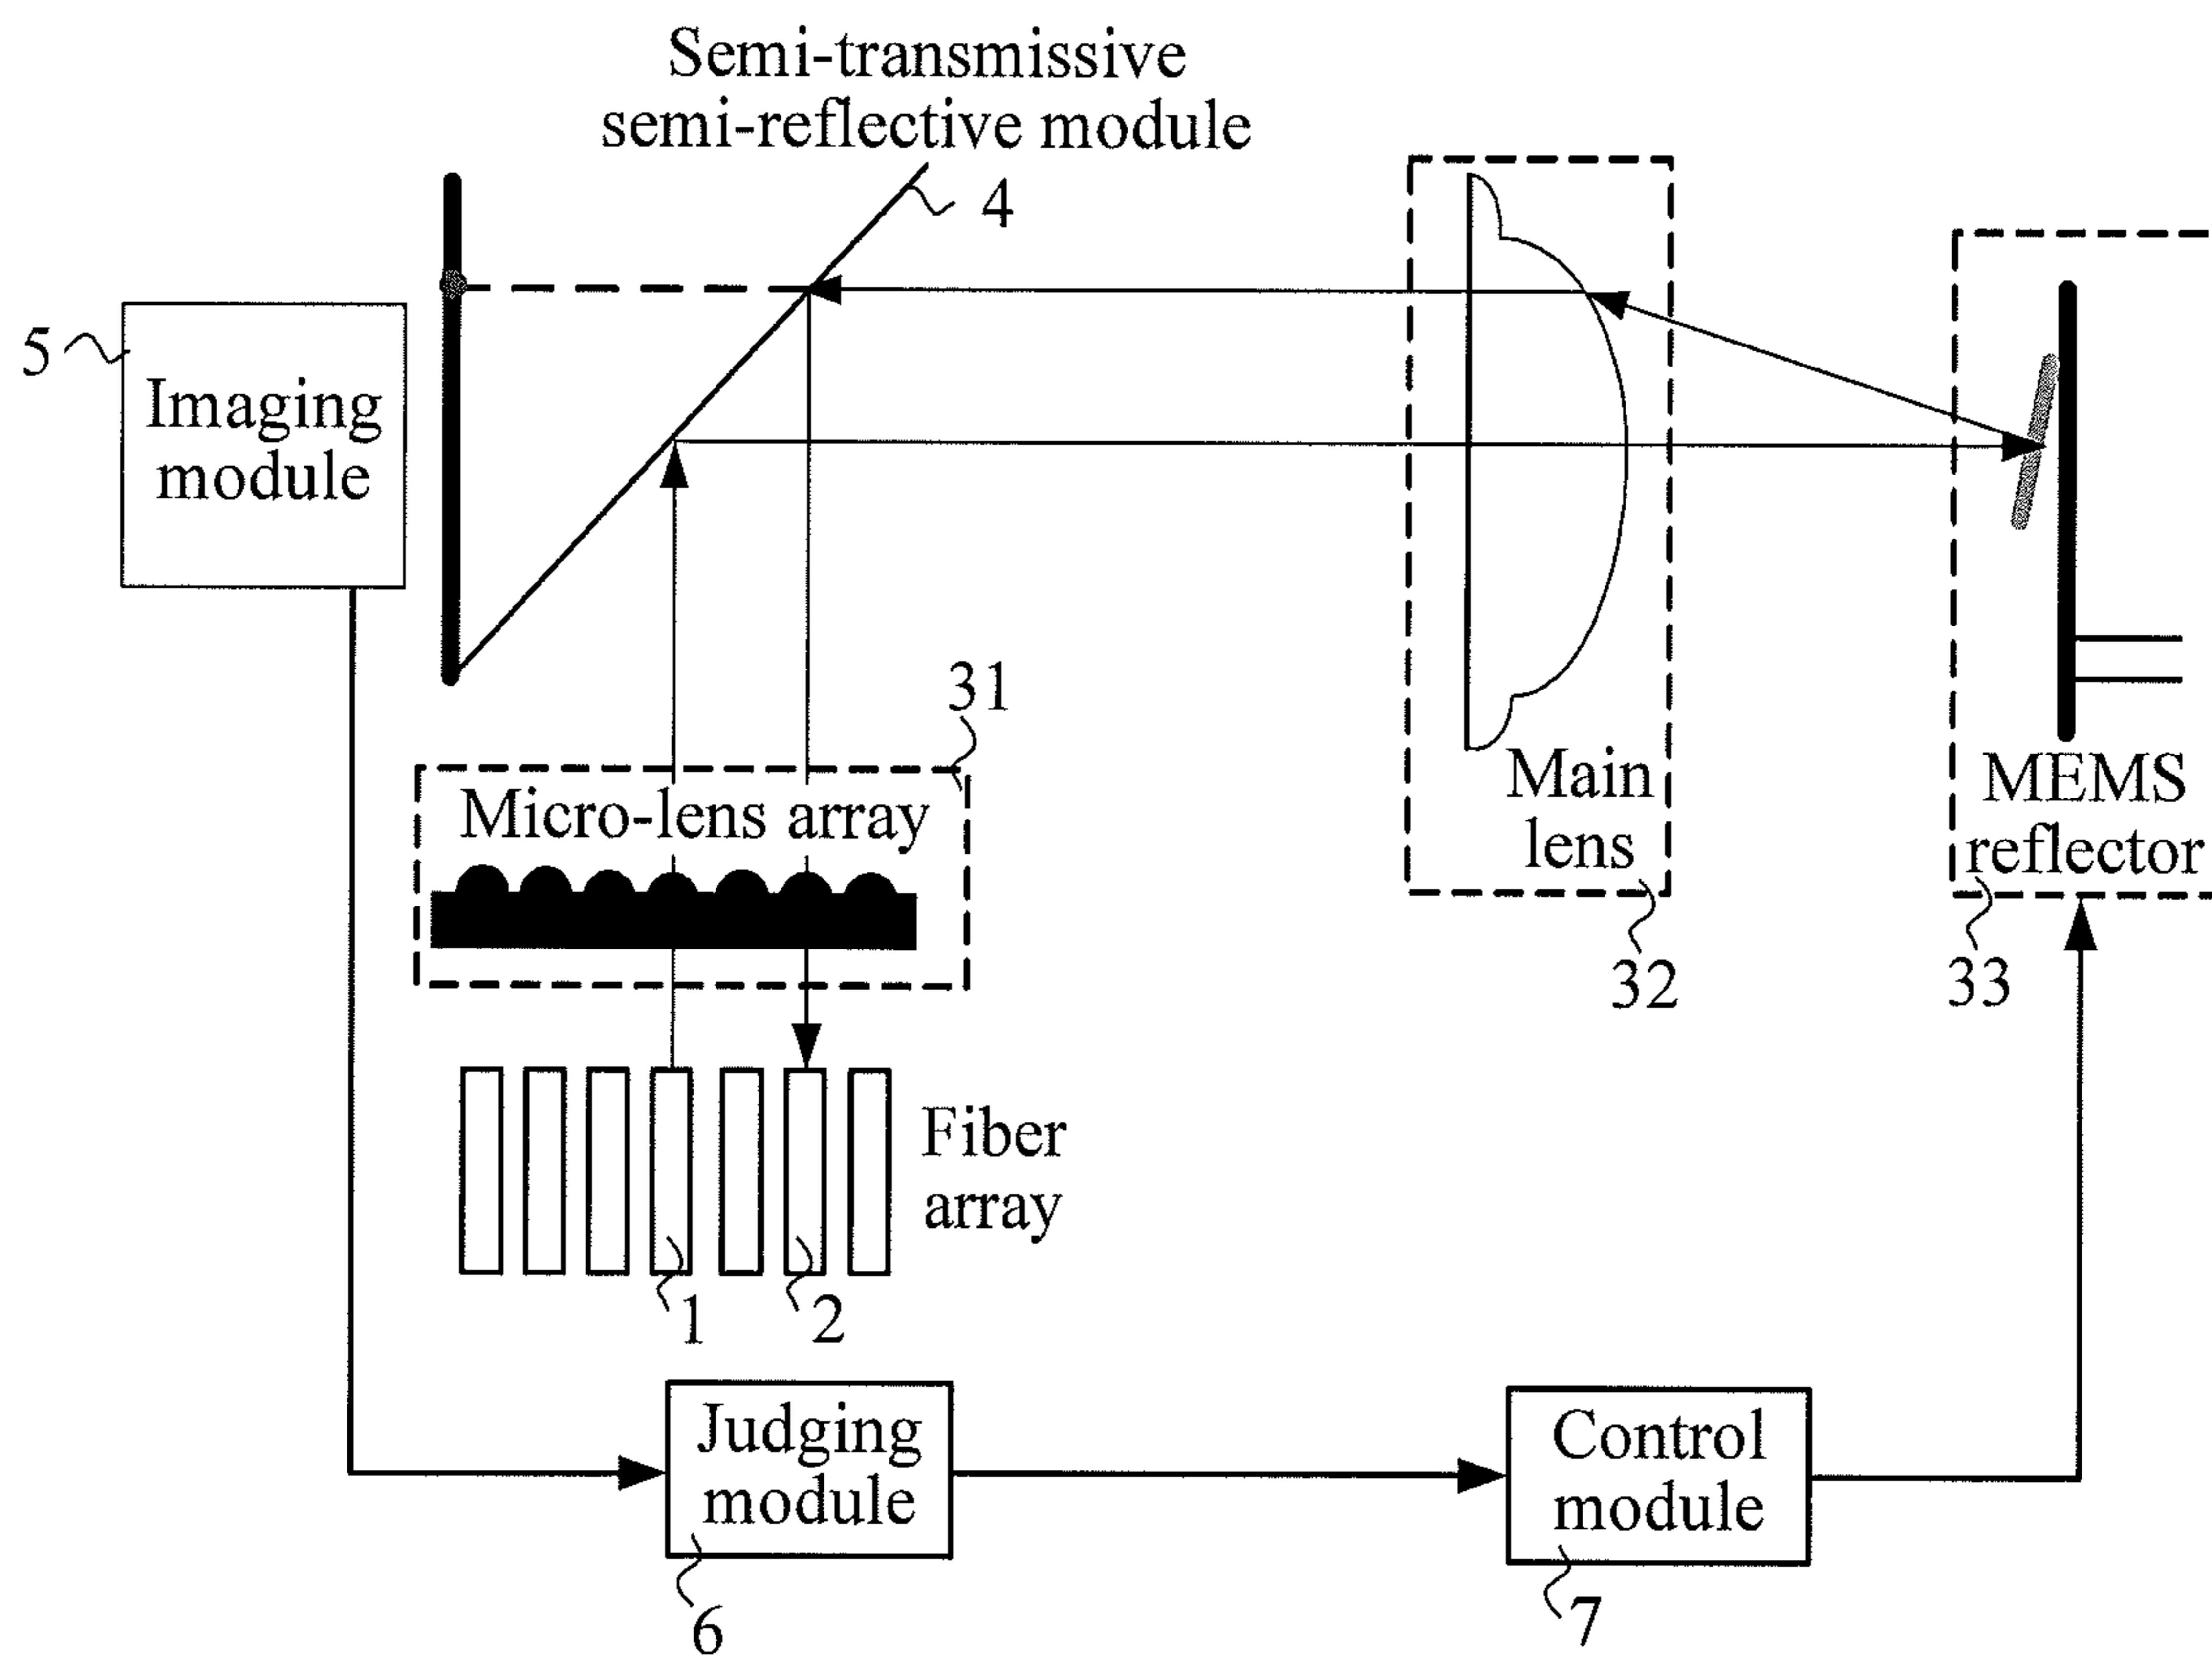 Semi-transmissive
semi-reflective module
4
5
Imaging
module
31
Micro-lens array
Main
lens
32
MEMS
reflector
33
Fiber
array
1
2
Judging
module
6
Control
module
7